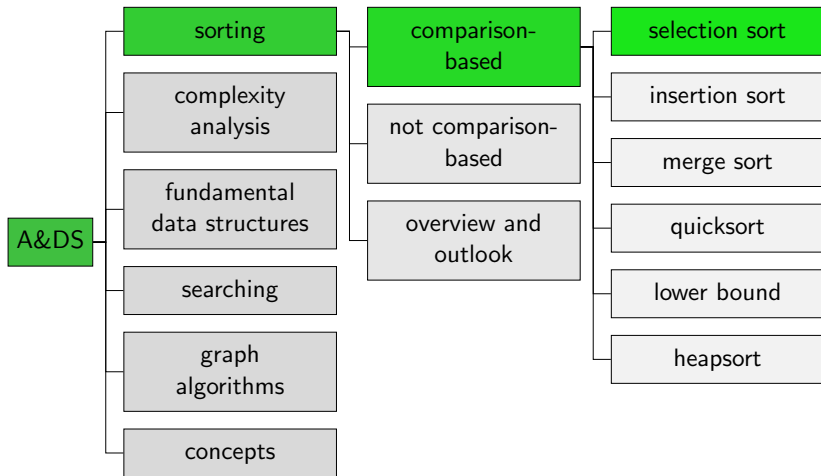 A&DS
sorting
complexity
analysis
fundamental
data structures
searching
graph
algorithms
concepts
comparison-
based
not comparison-
based
overview and
outlook
selection sort
insertion sort
merge sort
quicksort
lower bound
heapsort